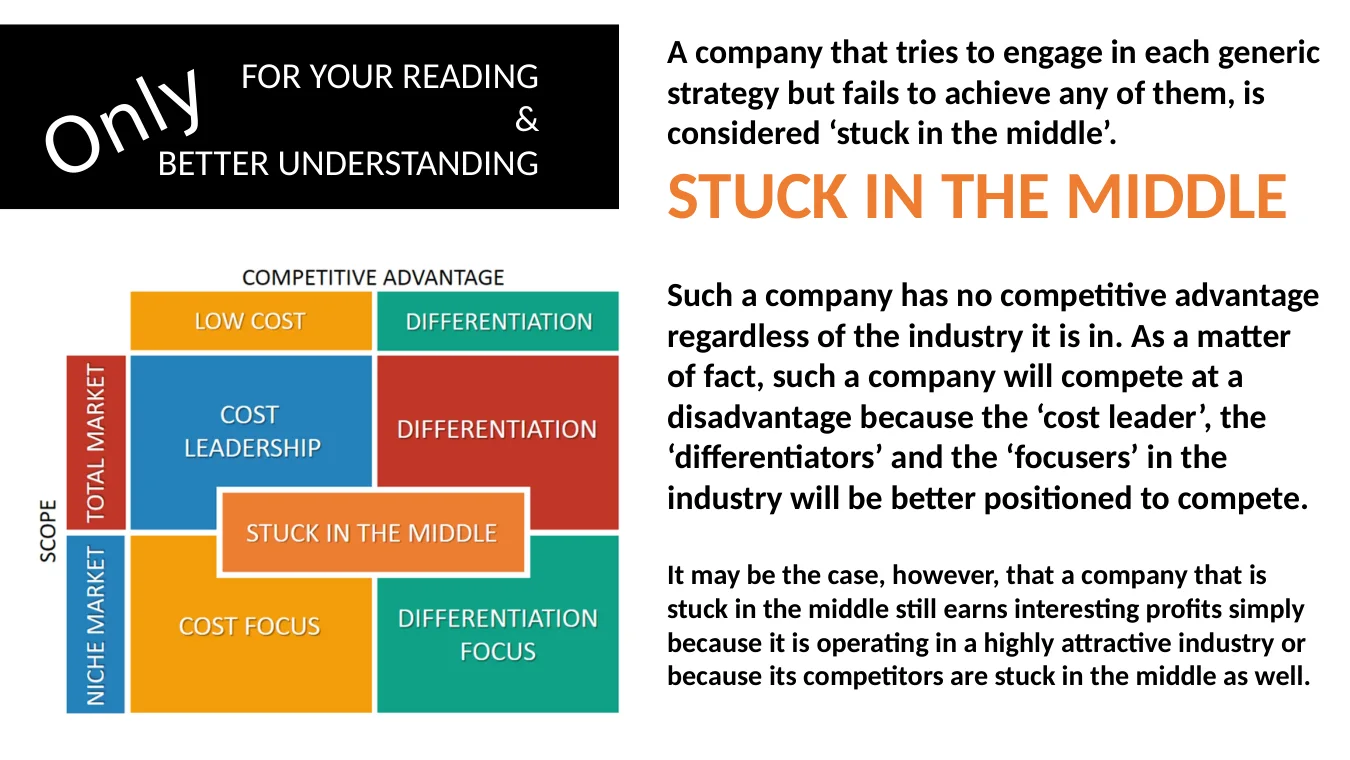 Only
FOR YOUR READING
&
BETTER UNDERSTANDING
COMPETITIVE ADVANTAGE
LOW COST
DIFFERENTIATION
SCOPE
TOTAL MARKET
COST
LEADERSHIP
DIFFERENTIATION
STUCK IN THE MIDDLE
NICHE MARKET
COST FOCUS
DIFFERENTIATION
FOCUS
A company that tries to engage in each generic
strategy but fails to achieve any of them, is
considered ‘stuck in the middle’.
STUCK IN THE MIDDLE
Such a company has no competitive advantage
regardless of the industry it is in. As a matter
of fact, such a company will compete at a
disadvantage because the ‘cost leader’, the
‘differentiators’ and the ‘focusers’ in the
industry will be better positioned to compete.
It may be the case, however, that a company that is
stuck in the middle still earns interesting profits simply
because it is operating in a highly attractive industry or
because its competitors are stuck in the middle as well.